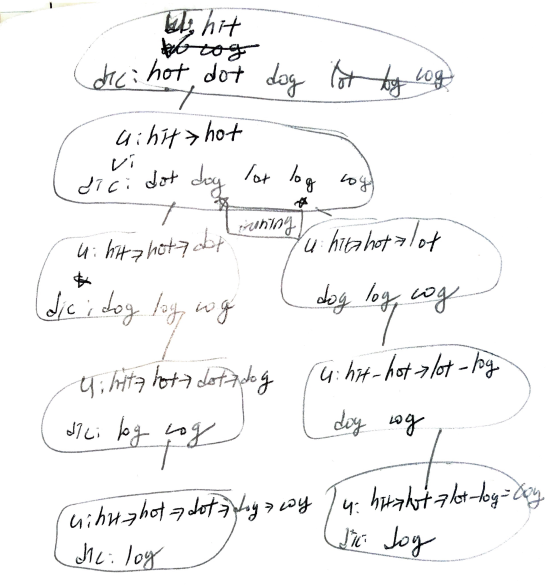 u: hit
cog
dic: hot dot dog lot log cog
u: hit → hot
v:
dic: dot dog lot log cog
u: hit → hot → dot
dic: dog log cog
u: hit → hot → lot
dog log cog
u: hit → hot → dot → dog
dic: log cog
u: hit - hot → lot - log
dog cog
u: hit → hot → dot → dog → cog
dic: log
u: hit → hot → lot - log = cog
dic: dog